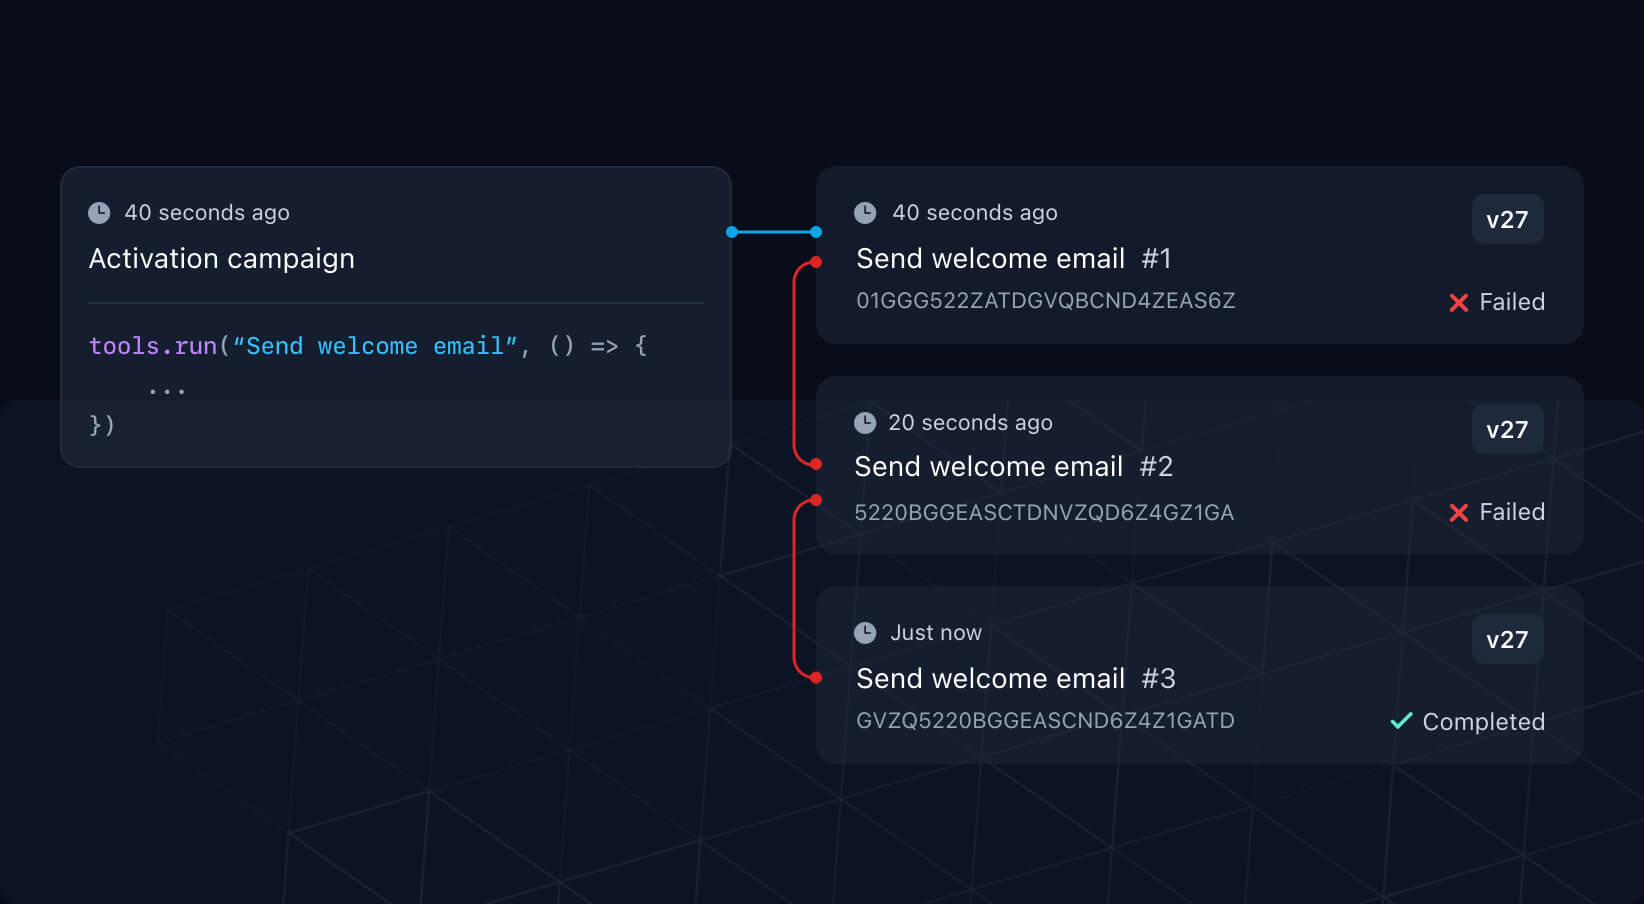 40 seconds ago
Activation campaign
tools.run(“Send welcome email”, () => {
...
})
40 seconds ago
v27
Send welcome email #1
01GGG522ZATDGVQBCND4ZEAS6Z
Failed
20 seconds ago
v27
Send welcome email #2
5220BGGEASCTDNVZQD6Z4GZ1GA
Failed
Just now
v27
Send welcome email #3
GVZQ5220BGGEASCND6Z4Z1GATD
Completed